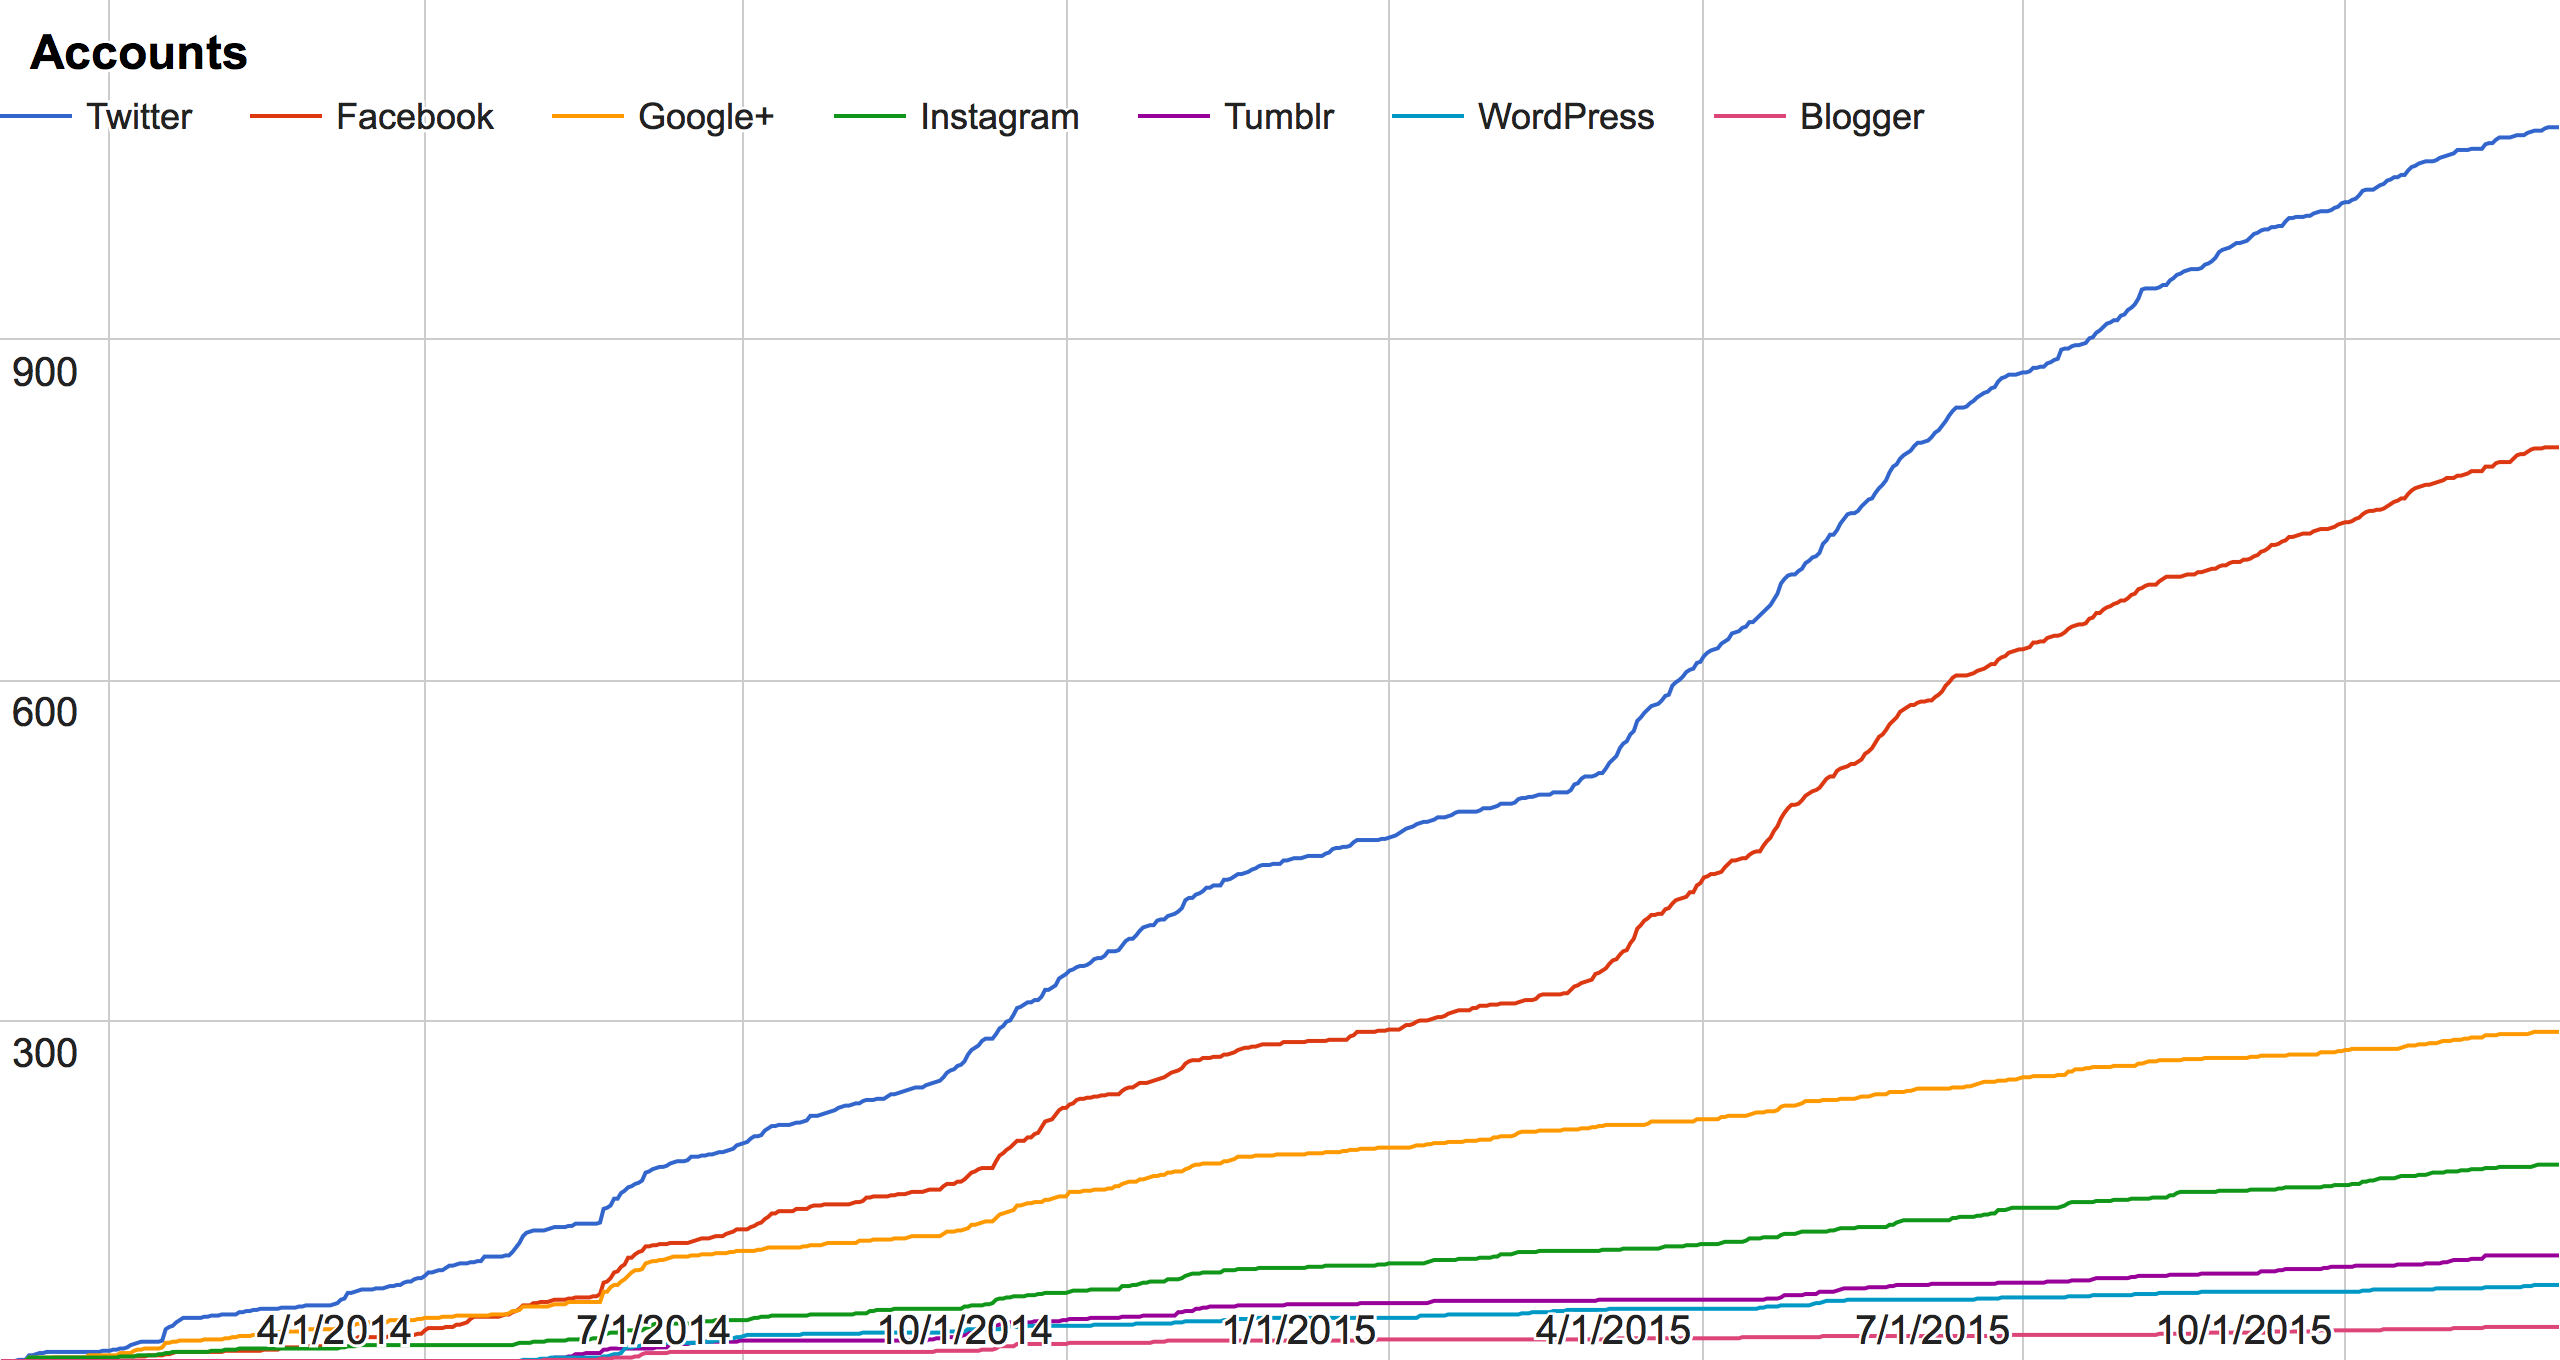 Accounts
Twitter Facebook Google+ Instagram Tumblr WordPress Blogger
900
600
300
4/1/2014 7/1/2014 10/1/2014 1/1/2015 4/1/2015 7/1/2015 10/1/2015